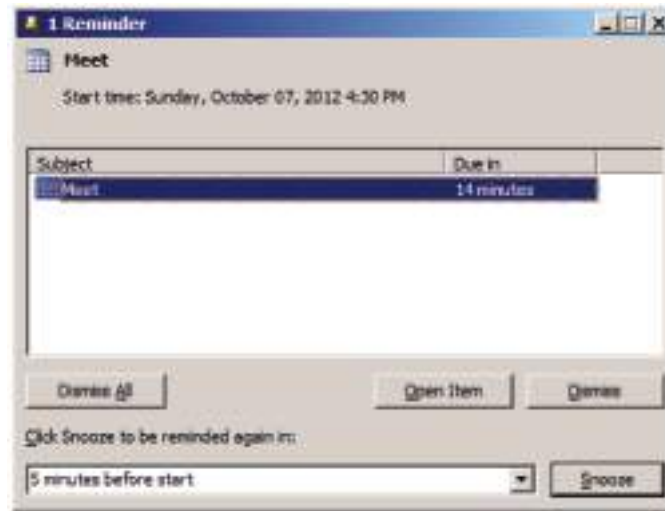 1 Reminder
Meet
Start time: Sunday, October 07, 2012 4:30 PM
Subject Due in
Meet 14 minutes
Dismiss All Open Item Dismiss
Click Snooze to be reminded again in:
5 minutes before start Snooze